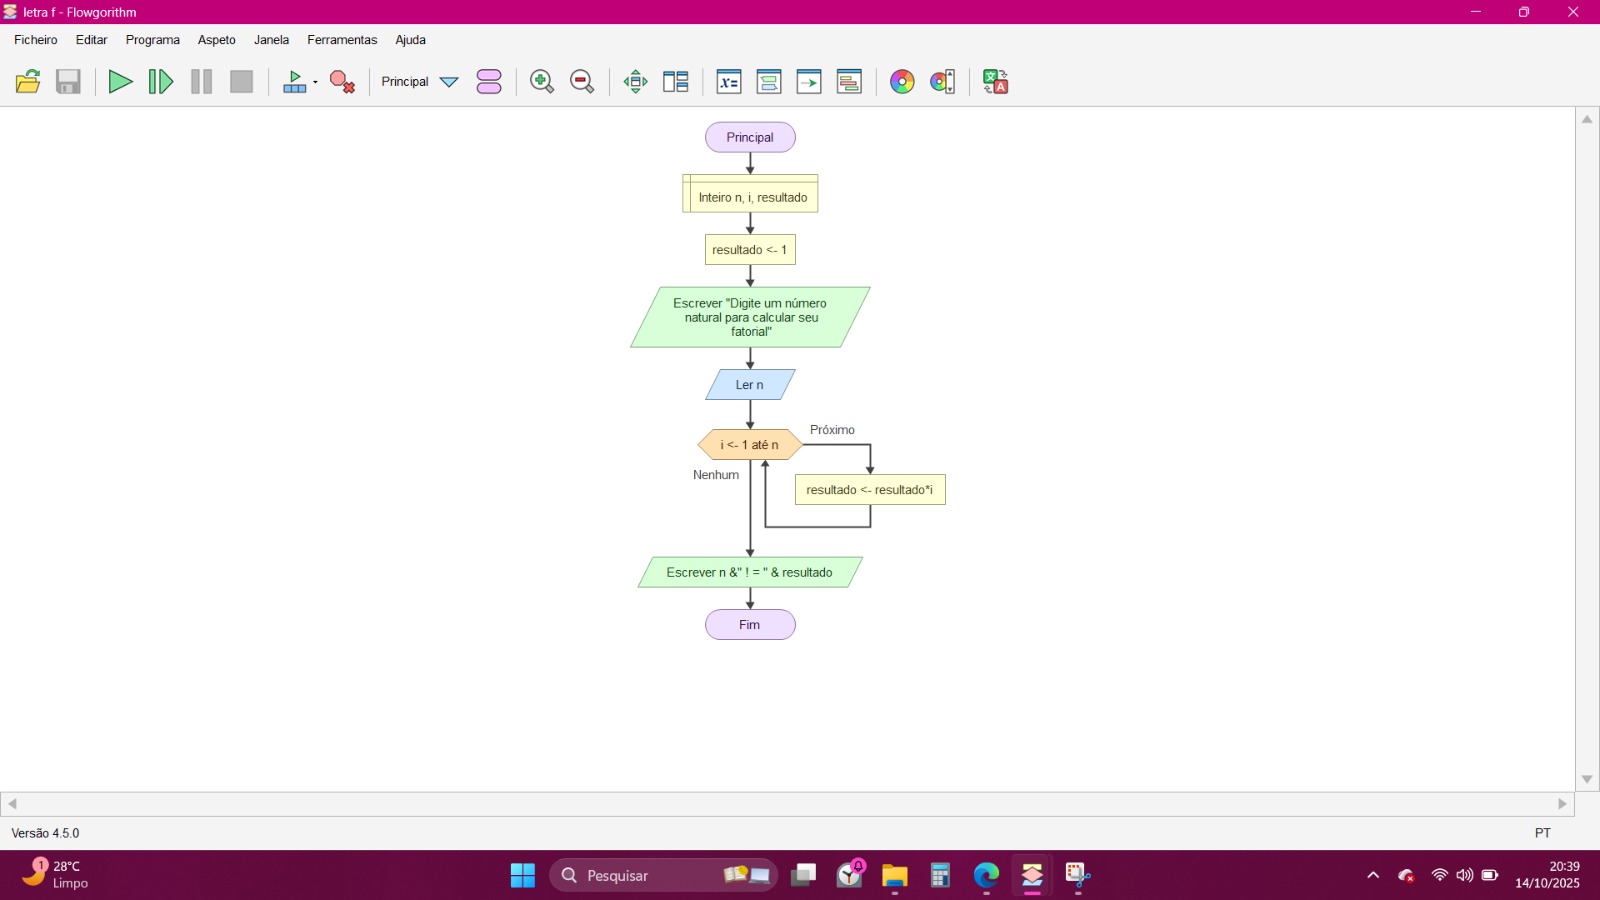 letra f - Flowgorithm
Ficheiro Editar Programa Aspeto Janela Ferramentas Ajuda
Principal
x=
文 A
Principal
Inteiro n, i, resultado
resultado <- 1
Escrever "Digite um número
natural para calcular seu
fatorial"
Ler n
Próximo
i <- 1 até n
Nenhum
resultado <- resultado*i
Escrever n &" ! = " & resultado
Fim
Versão 4.5.0
PT
1
28°C
Limpo
Pesquisar
20:39
14/10/2025